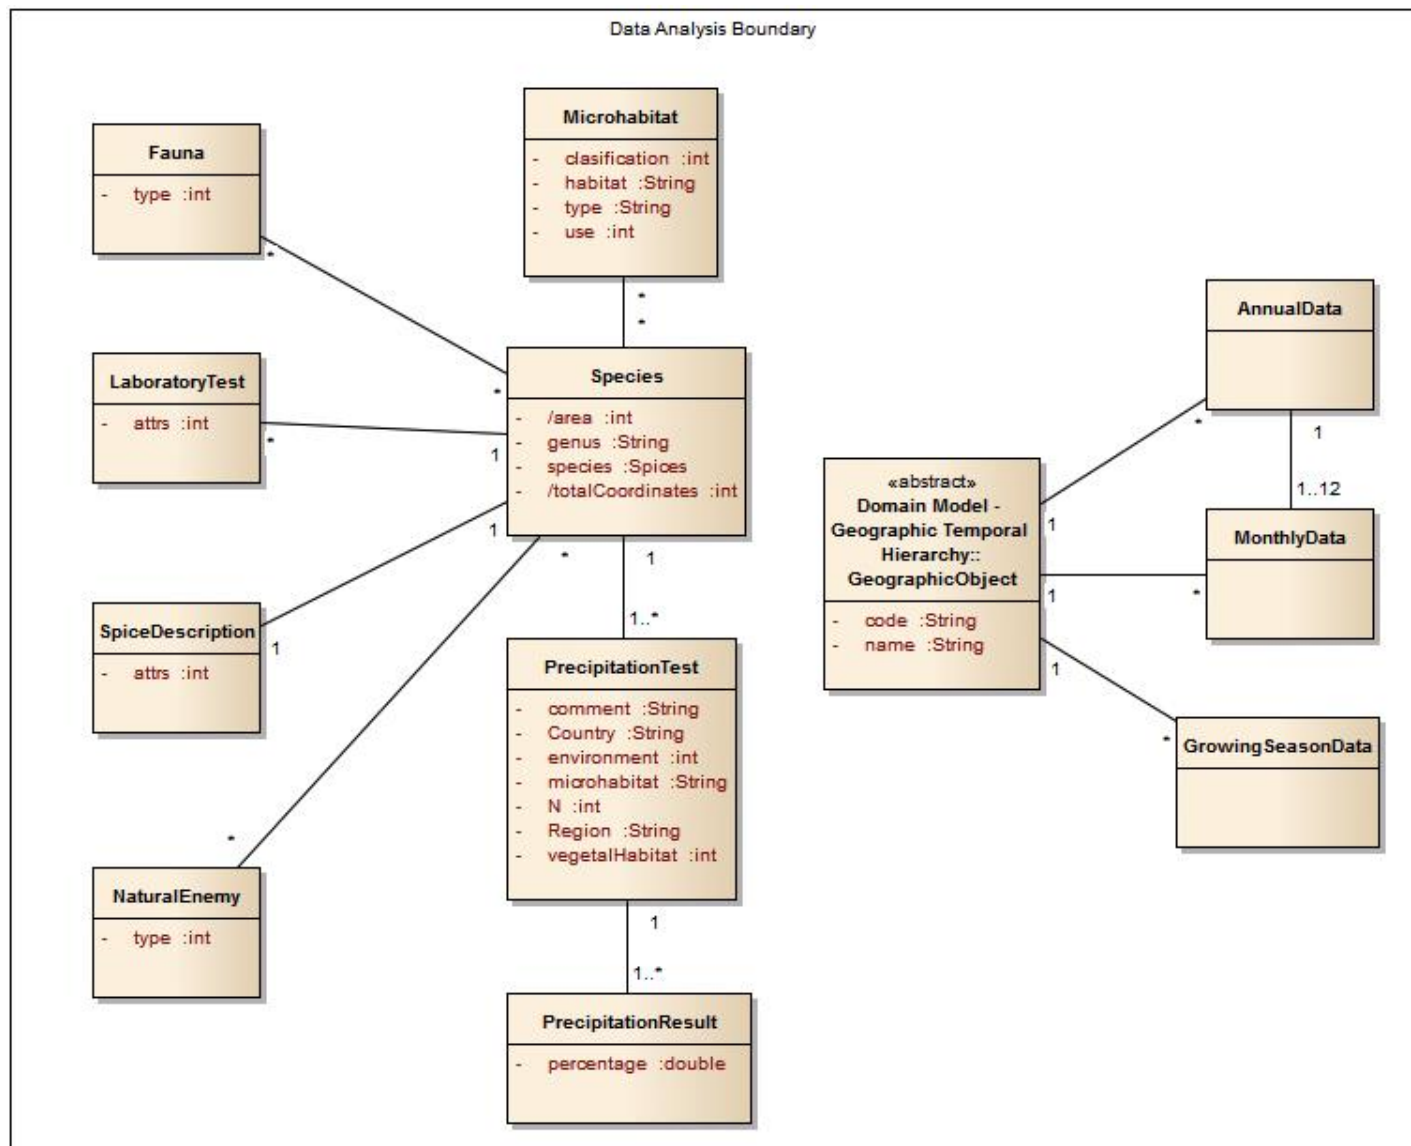 Data Analysis Boundary
Microhabitat
- clasification :int
- habitat :String
- type :String
- use :int
*
*
Fauna
- type :int
*
*
LaboratoryTest
- attrs :int
*
1
Species
- /area :int
- genus :String
- species :Spices
- /totalCoordinates :int
1
*
1
1..*
SpiceDescription
- attrs :int
1
PrecipitationTest
- comment :String
- Country :String
- environment :int
- microhabitat :String
- N :int
- Region :String
- vegetalHabitat :int
*
NaturalEnemy
- type :int
1
1..*
PrecipitationResult
- percentage :double
AnnualData
*
1
1..12
«abstract»
Domain Model -
Geographic Temporal
Hierarchy::
GeographicObject
- code :String
- name :String
1
1
1
MonthlyData
*
*
GrowingSeasonData